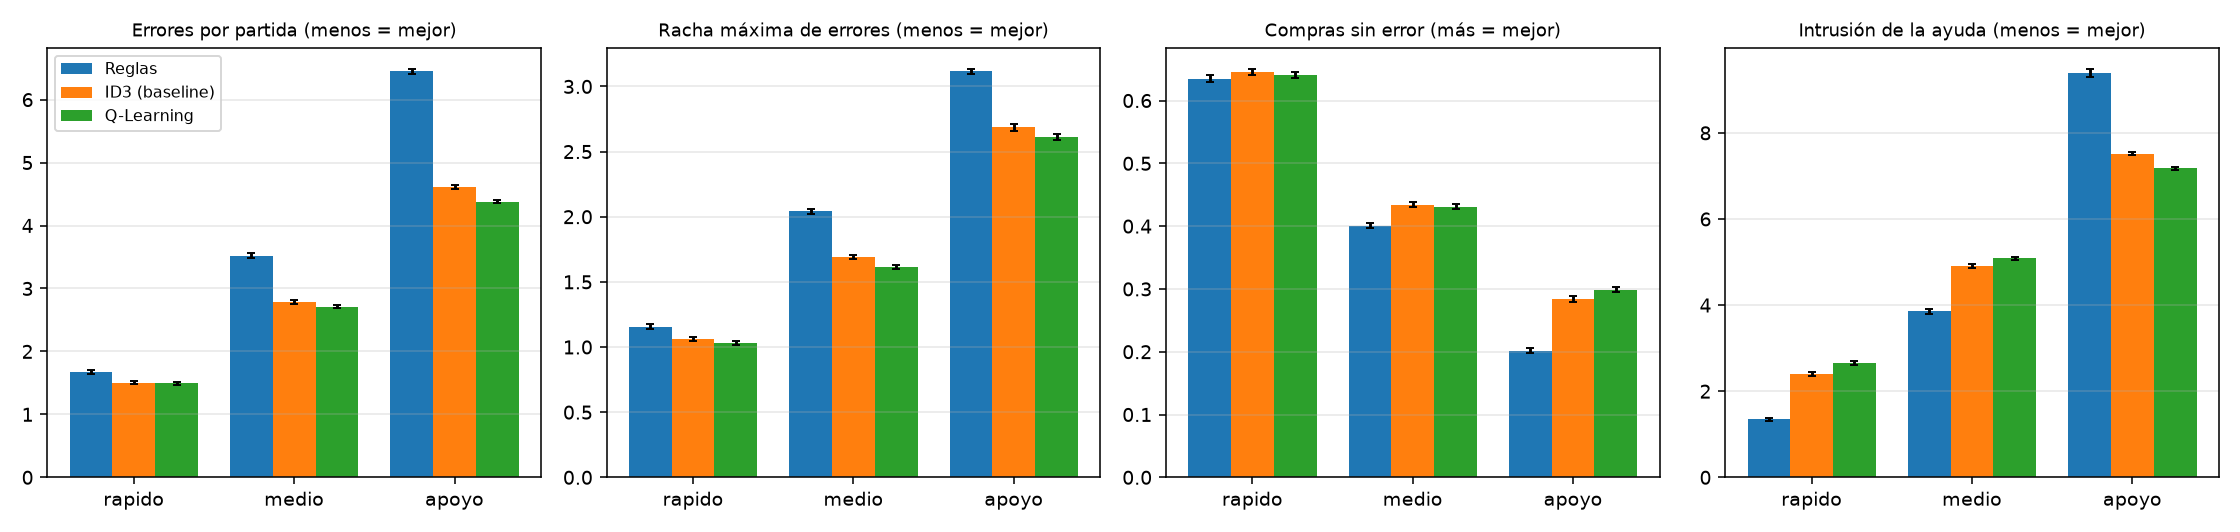 Errores por partida (menos = mejor)
Reglas
ID3 (baseline)
Q-Learning
6
5
4
3
2
1
0
rapido medio apoyo
Racha máxima de errores (menos = mejor)
3.0
2.5
2.0
1.5
1.0
0.5
0.0
rapido medio apoyo
Compras sin error (más = mejor)
0.6
0.5
0.4
0.3
0.2
0.1
0.0
rapido medio apoyo
Intrusión de la ayuda (menos = mejor)
8
6
4
2
0
rapido medio apoyo